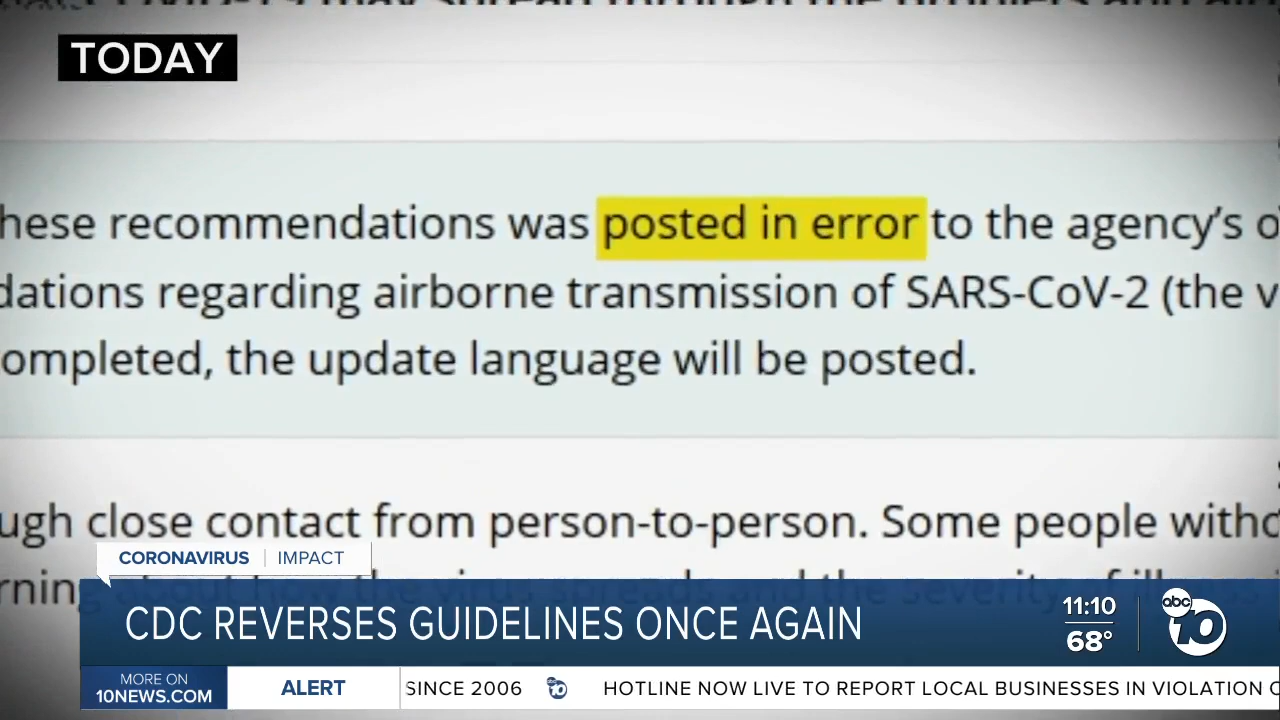 TODAY
hese recommendations was posted in error to the agency's o
dations regarding airborne transmission of SARS-CoV-2 (the v
ompleted, the update language will be posted.
ugh close contact from person-to-person. Some people witho
CORONAVIRUS | IMPACT
CDC REVERSES GUIDELINES ONCE AGAIN
11:10
68°
abc 10
MORE ON
10NEWS.COM
ALERT
SINCE 2006
abc 10
HOTLINE NOW LIVE TO REPORT LOCAL BUSINESSES IN VIOLATION